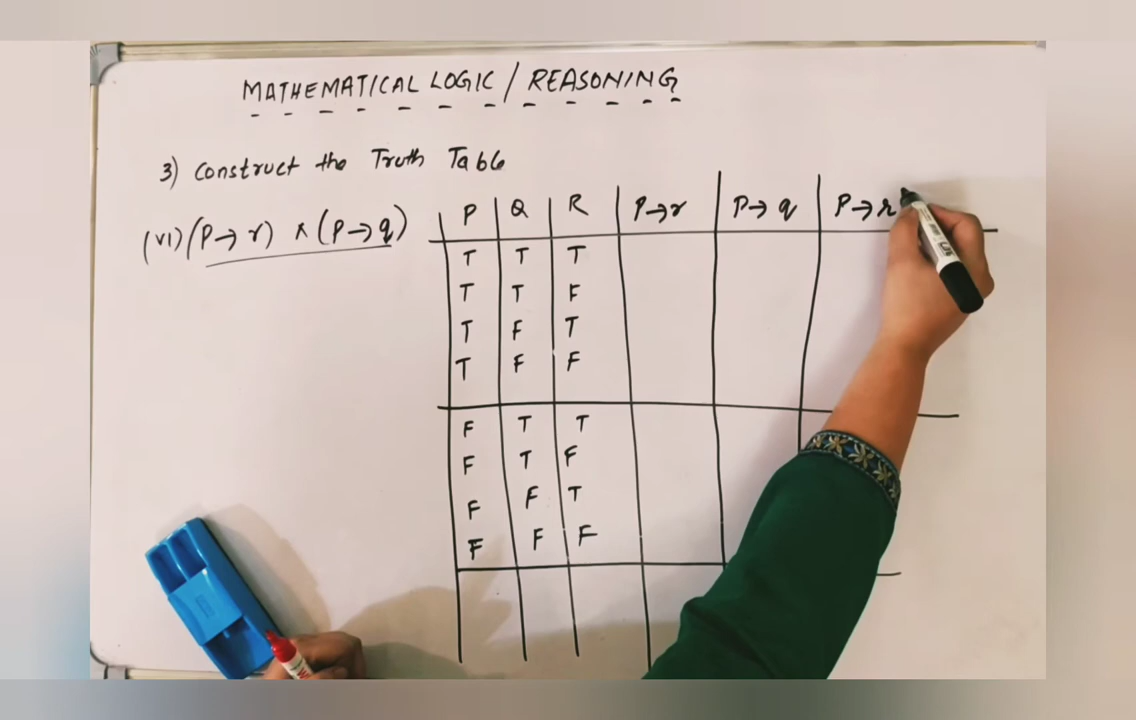 MATHEMATICAL LOGIC / REASONING
3) Construct the Truth Table
(VI) (P→ r) ∧ (P→ q)
P Q R P→r P→ q P→r
T T T
T T F
T F T
T F F
F T T
F T F
F F T
F F F